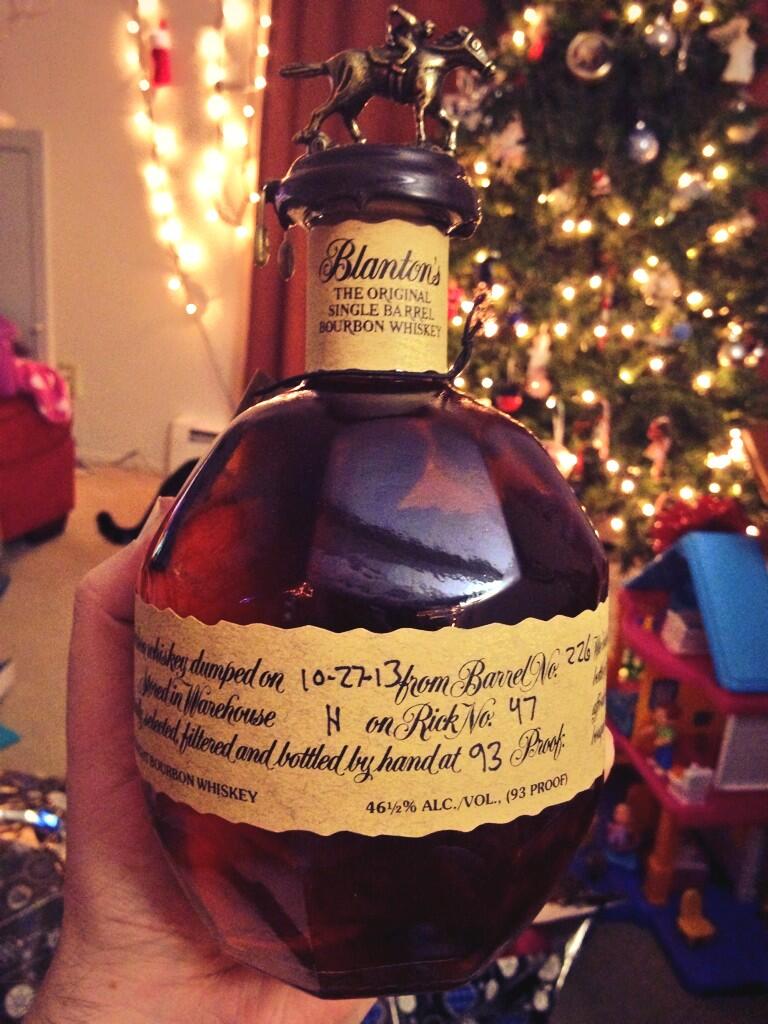 Blanton's
THE ORIGINAL
SINGLE BARREL
BOURBON WHISKEY
whiskey dumped on 10-27-13 from Barrel No. 226
Stored in Warehouse H on Rick No. 47
selected, filtered and bottled by hand at 93 Proof.
BOURBON WHISKEY
46½% ALC./VOL., (93 PROOF)